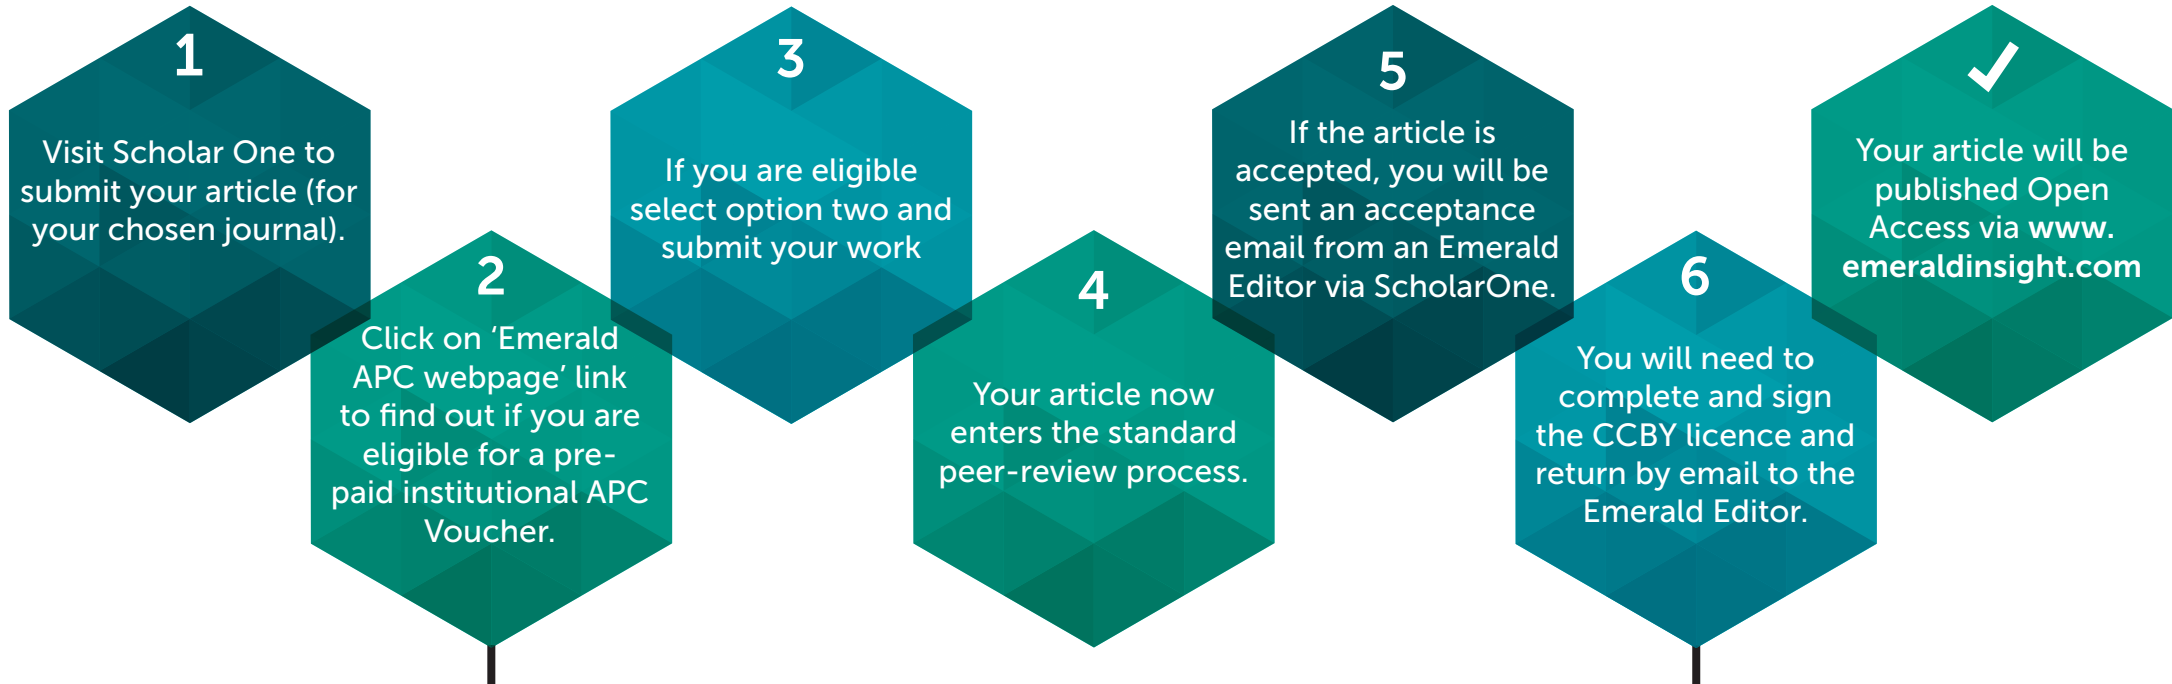 1
Visit Scholar One to
submit your article (for
your chosen journal).
2
Click on ‘Emerald
APC webpage’ link
to find out if you are
eligible for a pre-
paid institutional APC
Voucher.
3
If you are eligible
select option two and
submit your work
4
Your article now
enters the standard
peer-review process.
5
If the article is
accepted, you will be
sent an acceptance
email from an Emerald
Editor via ScholarOne.
6
You will need to
complete and sign
the CCBY licence and
return by email to the
Emerald Editor.
Your article will be
published Open
Access via www.
emeraldinsight.com